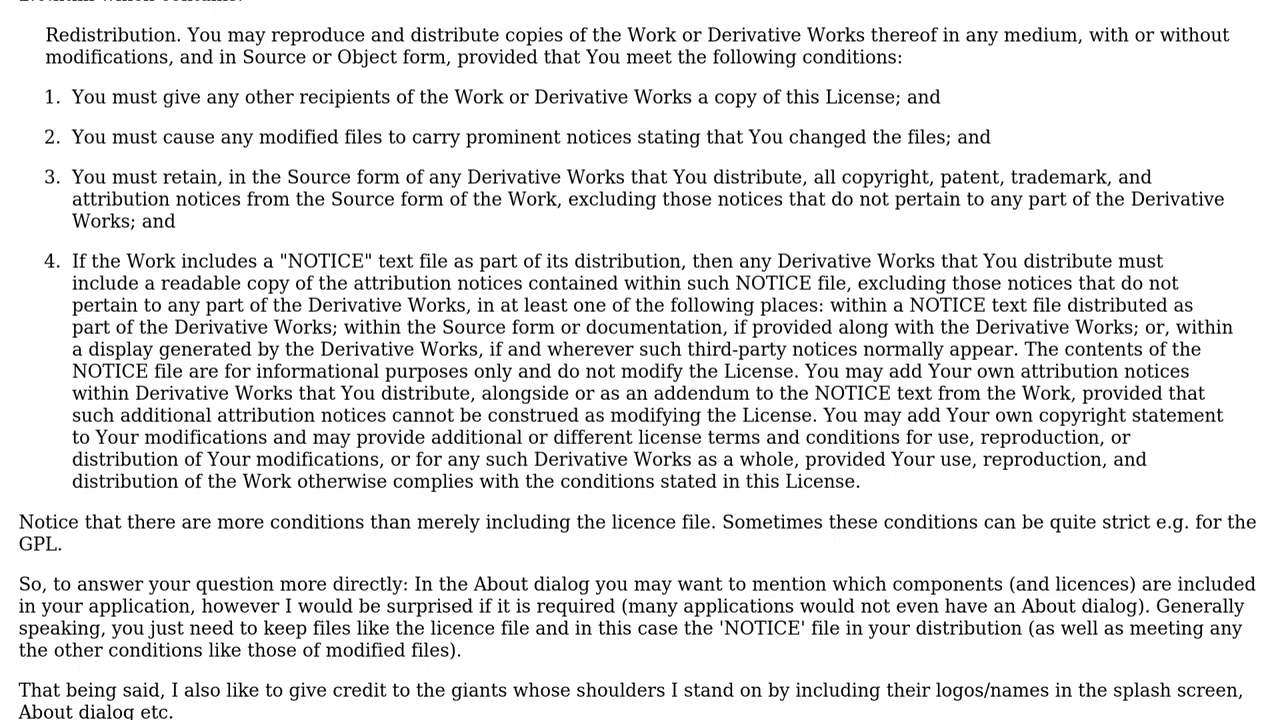 Redistribution. You may reproduce and distribute copies of the Work or Derivative Works thereof in any medium, with or without
modifications, and in Source or Object form, provided that You meet the following conditions:
1. You must give any other recipients of the Work or Derivative Works a copy of this License; and
2. You must cause any modified files to carry prominent notices stating that You changed the files; and
3. You must retain, in the Source form of any Derivative Works that You distribute, all copyright, patent, trademark, and
attribution notices from the Source form of the Work, excluding those notices that do not pertain to any part of the Derivative
Works; and
4. If the Work includes a "NOTICE" text file as part of its distribution, then any Derivative Works that You distribute must
include a readable copy of the attribution notices contained within such NOTICE file, excluding those notices that do not
pertain to any part of the Derivative Works, in at least one of the following places: within a NOTICE text file distributed as
part of the Derivative Works; within the Source form or documentation, if provided along with the Derivative Works; or, within
a display generated by the Derivative Works, if and wherever such third-party notices normally appear. The contents of the
NOTICE file are for informational purposes only and do not modify the License. You may add Your own attribution notices
within Derivative Works that You distribute, alongside or as an addendum to the NOTICE text from the Work, provided that
such additional attribution notices cannot be construed as modifying the License. You may add Your own copyright statement
to Your modifications and may provide additional or different license terms and conditions for use, reproduction, or
distribution of Your modifications, or for any such Derivative Works as a whole, provided Your use, reproduction, and
distribution of the Work otherwise complies with the conditions stated in this License.
Notice that there are more conditions than merely including the licence file. Sometimes these conditions can be quite strict e.g. for the
GPL.
So, to answer your question more directly: In the About dialog you may want to mention which components (and licences) are included
in your application, however I would be surprised if it is required (many applications would not even have an About dialog). Generally
speaking, you just need to keep files like the licence file and in this case the 'NOTICE' file in your distribution (as well as meeting any
the other conditions like those of modified files).
That being said, I also like to give credit to the giants whose shoulders I stand on by including their logos/names in the splash screen,
About dialog etc.